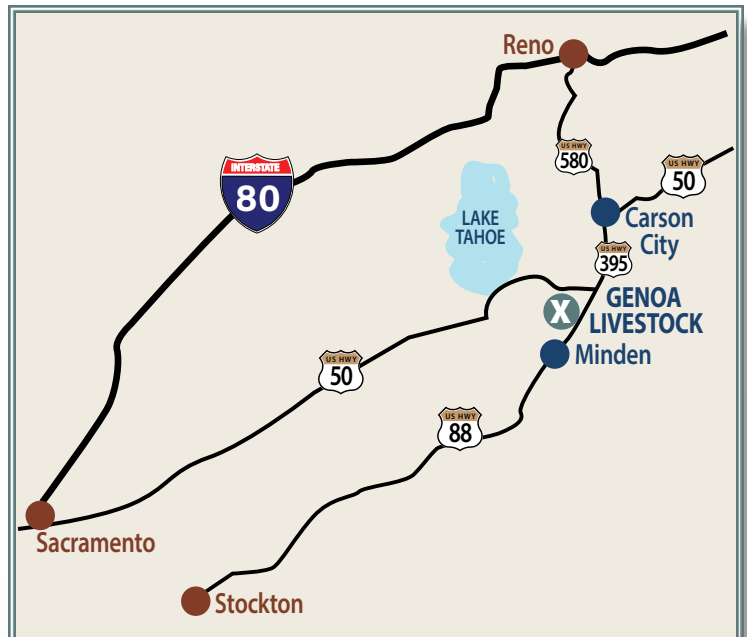 Reno
US HWY
580
INTERSTATE
80
US HWY
50
LAKE
TAHOE
Carson
City
US HWY
395
X
GENOA
LIVESTOCK
Minden
US HWY
50
US HWY
88
Sacramento
Stockton